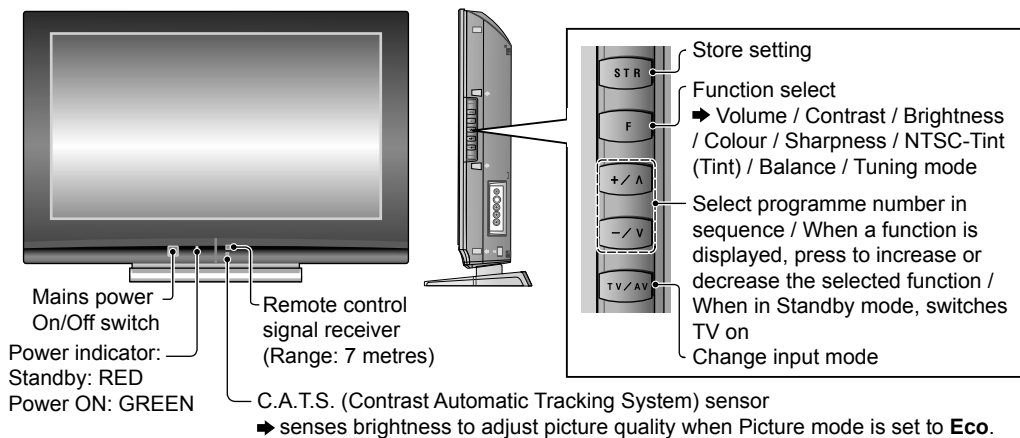 STR
F
+/∧
−/∨
TV/AV
Store setting
Function select
➡ Volume / Contrast / Brightness
/ Colour / Sharpness / NTSC-Tint
(Tint) / Balance / Tuning mode
Select programme number in
sequence / When a function is
displayed, press to increase or
decrease the selected function /
When in Standby mode, switches
TV on
Change input mode
Mains power
On/Off switch
Remote control
signal receiver
(Range: 7 metres)
Power indicator:
Standby: RED
Power ON: GREEN
C.A.T.S. (Contrast Automatic Tracking System) sensor
➡ senses brightness to adjust picture quality when Picture mode is set to Eco.